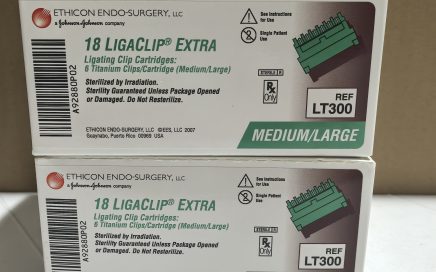 ETHICON ENDO-SURGERY, LLC
a Johnson&Johnson company
See Instructions
for Use
Single Patient
Use
18 LIGACLIP® EXTRA
Ligating Clip Cartridges:
6 Titanium Clips/Cartridge (Medium/Large)
Sterilized by Irradiation.
Sterility Guaranteed Unless Package Opened
or Damaged. Do Not Resterilize.
STERILE R
Rx
Only
REF
LT300
A92880P02
ETHICON ENDO-SURGERY, LLC ©EES, LLC 2007
Guaynabo, Puerto Rico 00969 USA
MEDIUM/LARGE
ETHICON ENDO-SURGERY, LLC
a Johnson&Johnson company
See Instructions
for Use
Single Patient
Use
18 LIGACLIP® EXTRA
Ligating Clip Cartridges:
6 Titanium Clips/Cartridge (Medium/Large)
Sterilized by Irradiation.
Sterility Guaranteed Unless Package Opened
or Damaged. Do Not Resterilize.
STERILE R
Rx
Only
REF
LT300
A92880P02